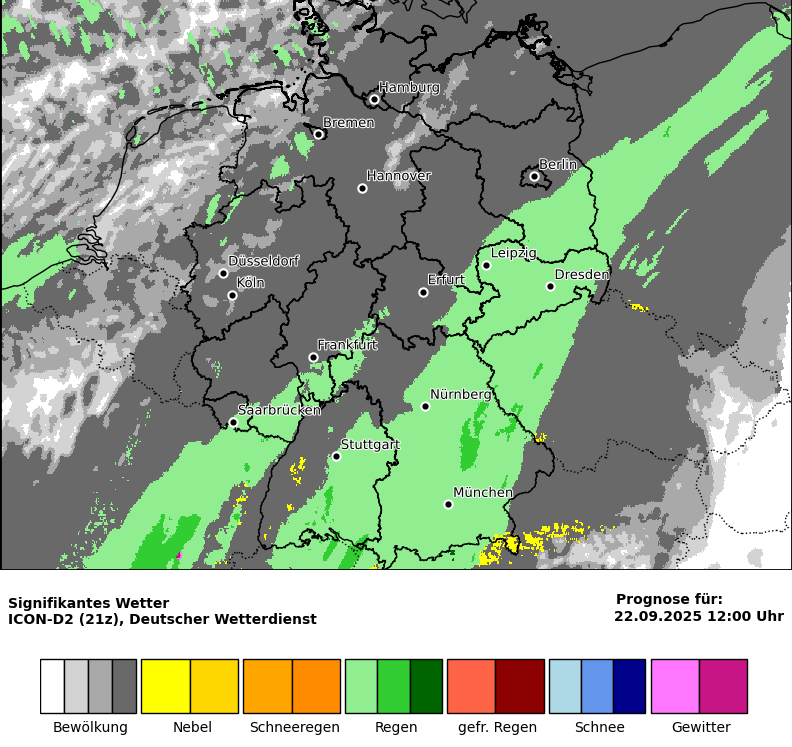 Hamburg
Bremen
Berlin
Hannover
Leipzig
Düsseldorf
Dresden
Erfurt
Köln
Frankfurt
Nürnberg
Saarbrücken
Stuttgart
München
Signifikantes Wetter
ICON-D2 (21z), Deutscher Wetterdienst
Prognose für:
22.09.2025 12:00 Uhr
Bewölkung
Nebel
Schneeregen
Regen
gefr. Regen
Schnee
Gewitter